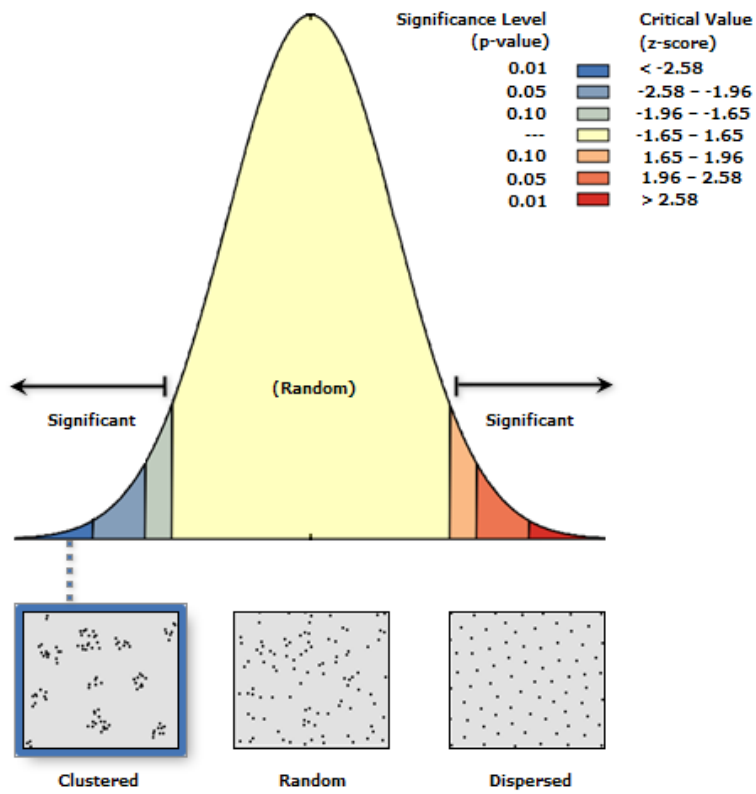 Significance Level (p-value)
Critical Value (z-score)
0.01 < -2.58
0.05 -2.58 – -1.96
0.10 -1.96 – -1.65
--- -1.65 – 1.65
0.10 1.65 – 1.96
0.05 1.96 – 2.58
0.01 > 2.58
(Random)
Significant
Significant
Clustered
Random
Dispersed